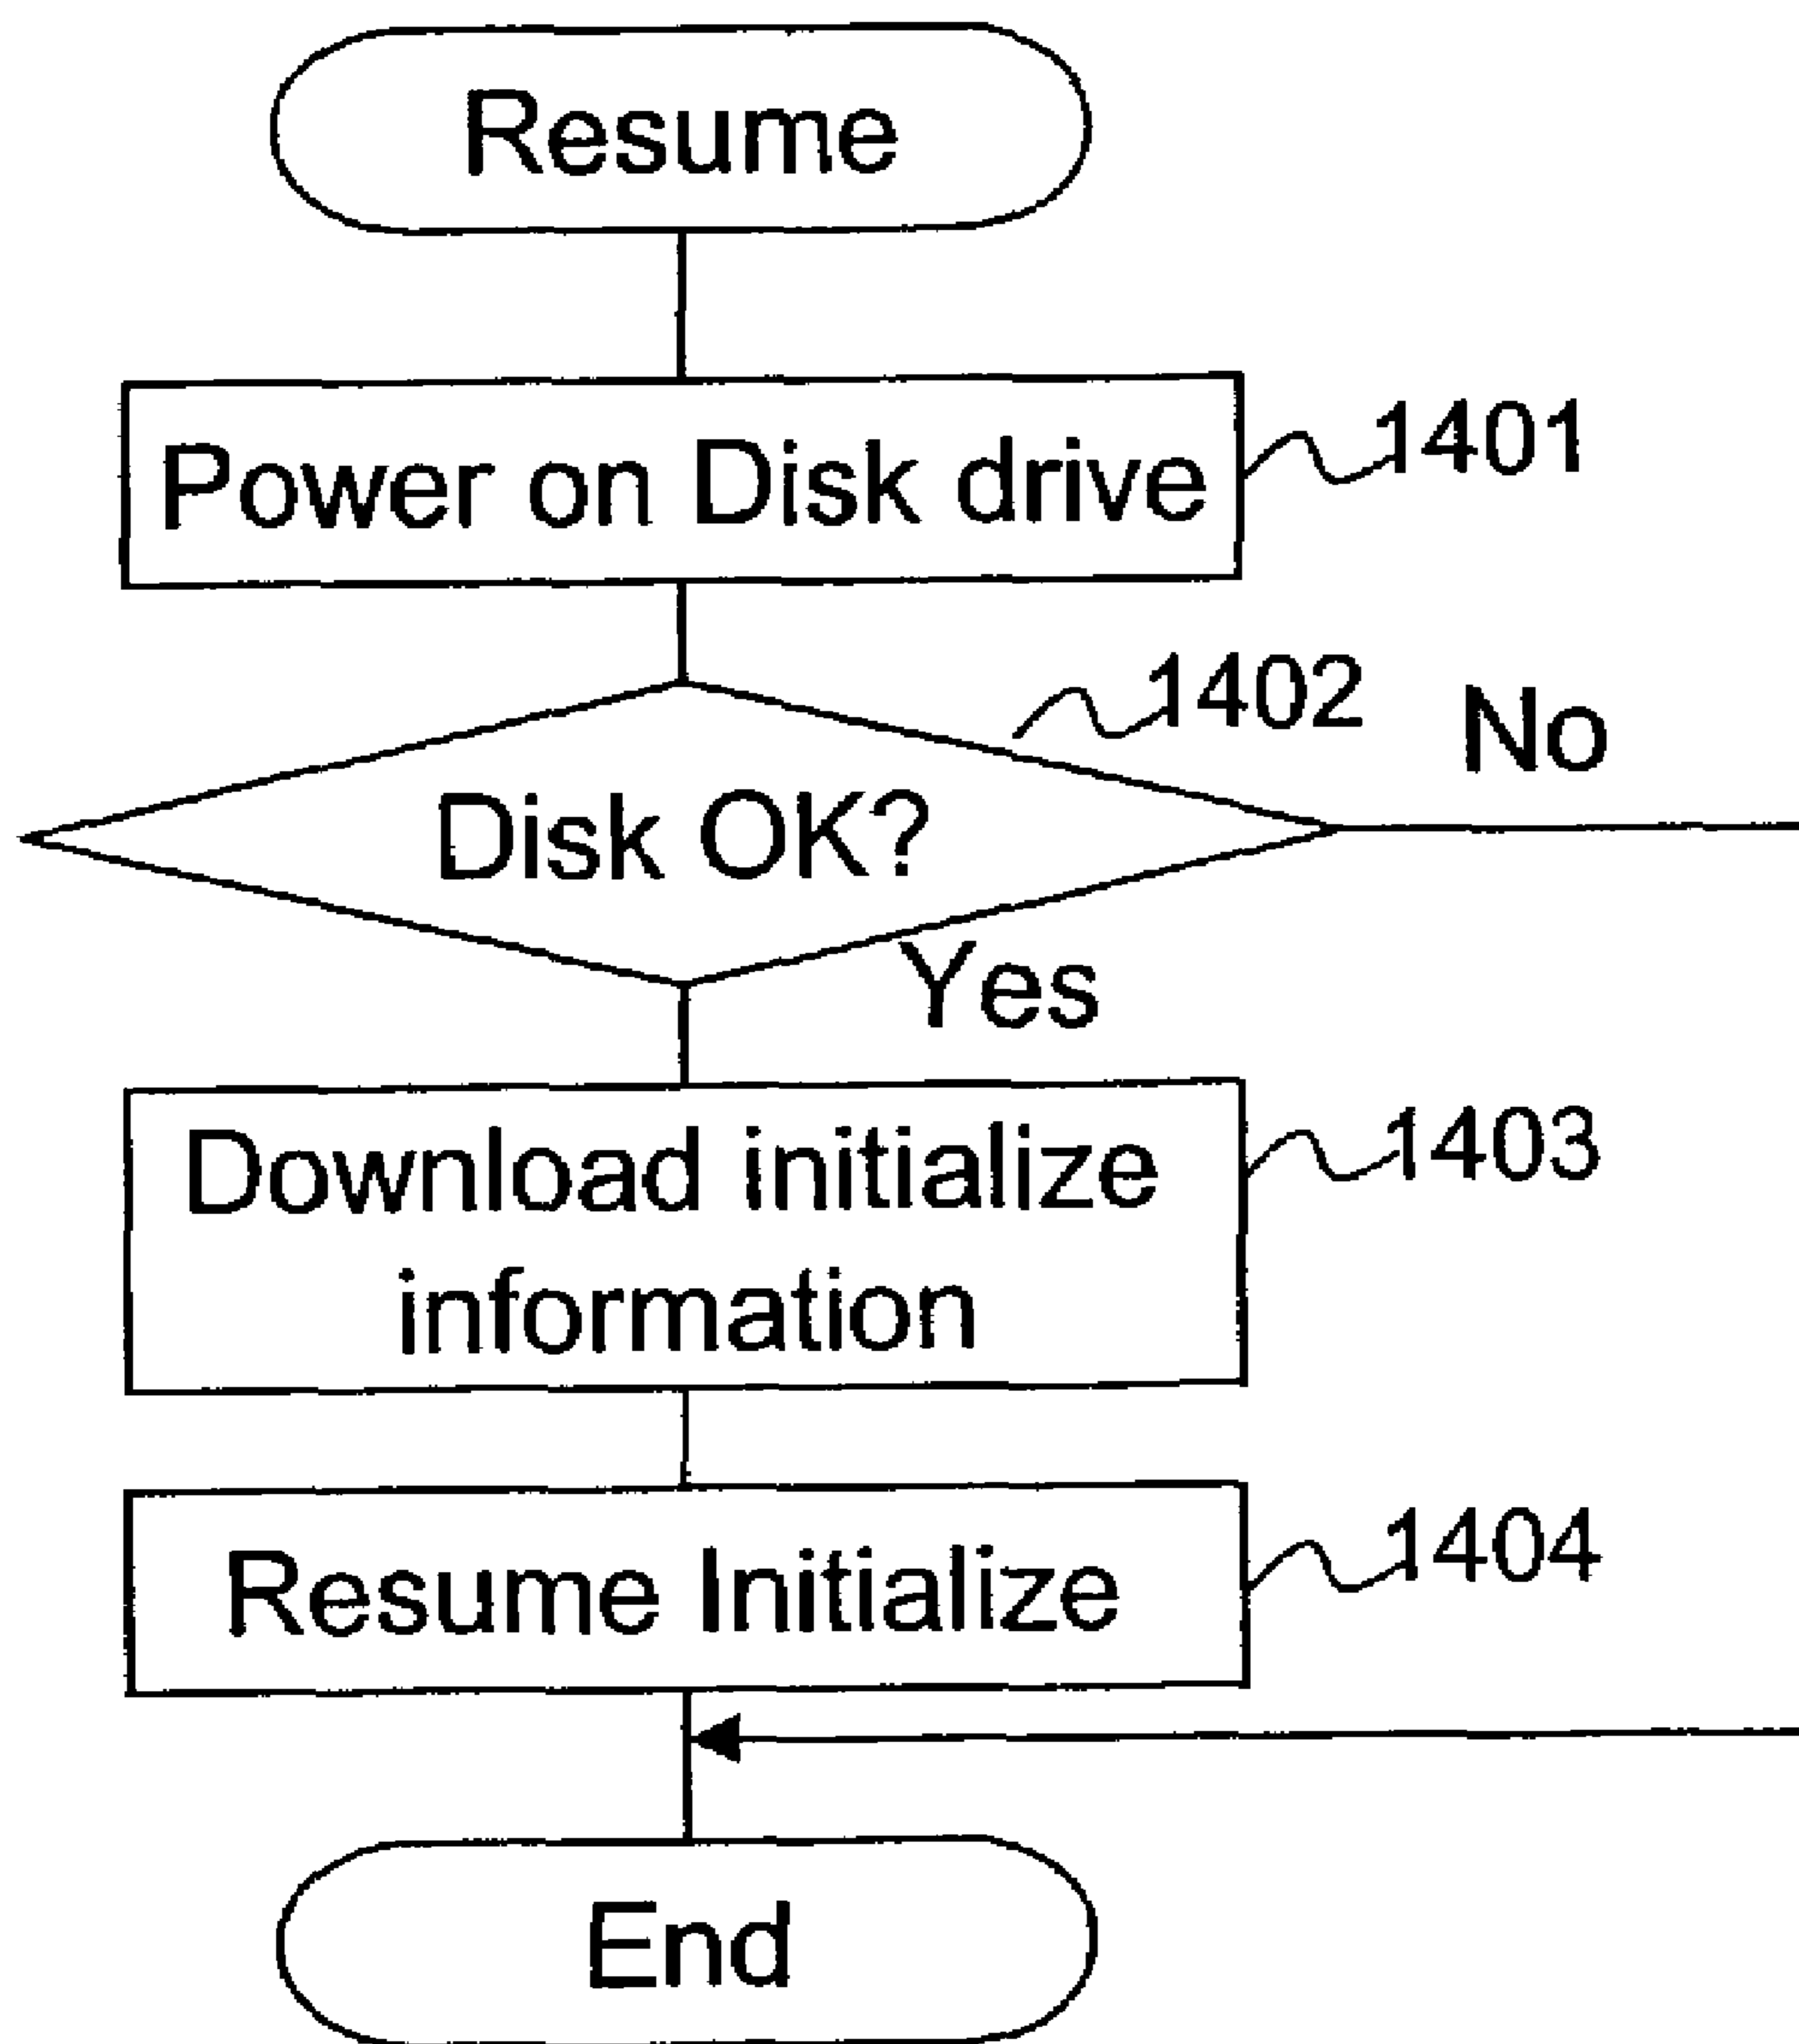 Resume
Power on Disk drive
1401
1402
No
Disk OK?
Yes
Download initialize
information
1403
Resume Initialize
1404
End